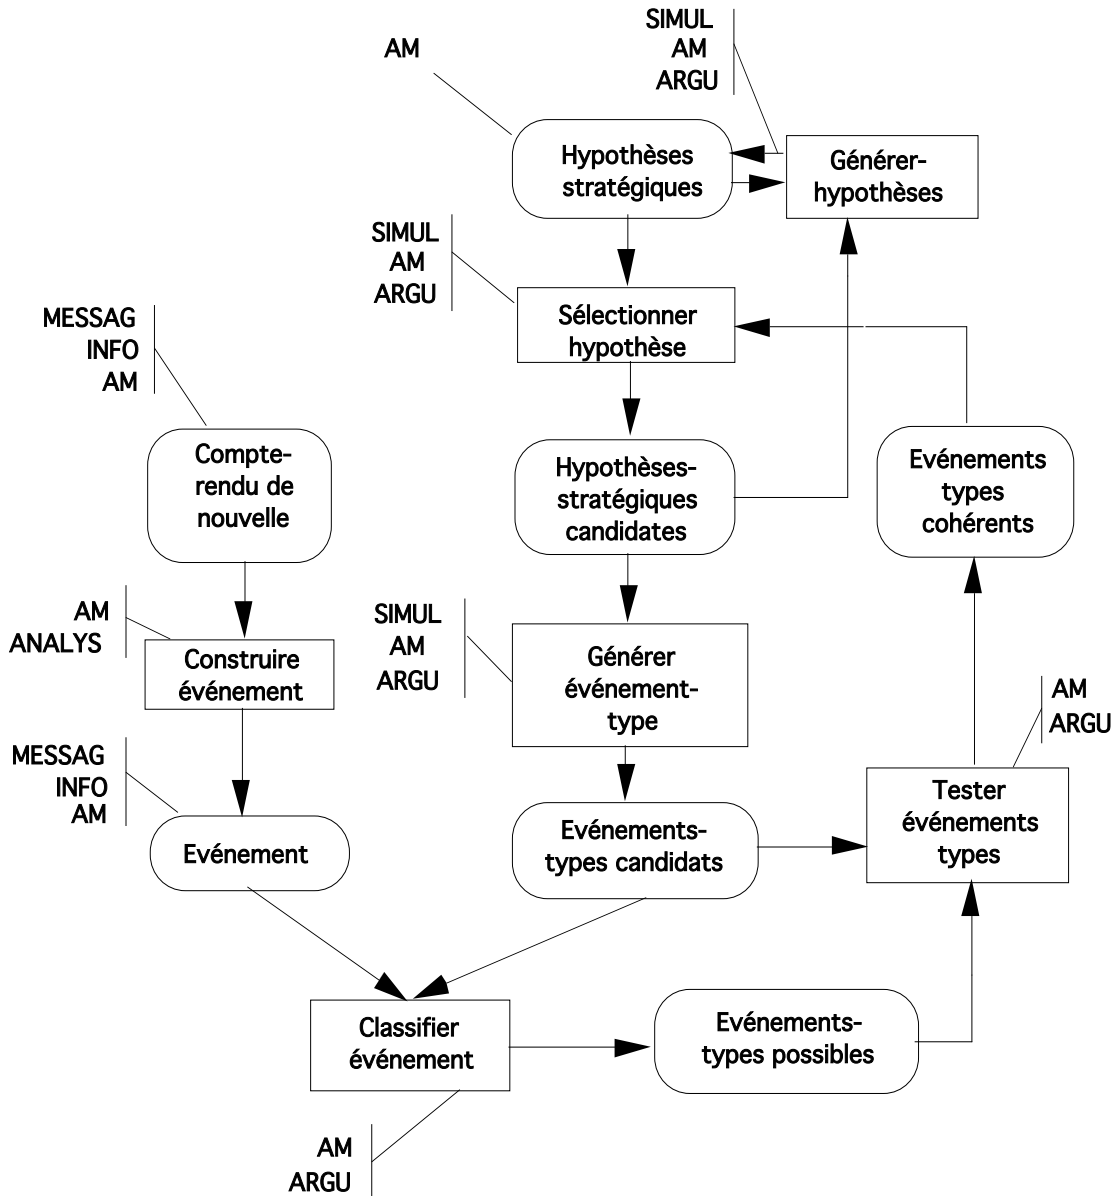 SIMUL
AM
ARGU
AM
Hypothèses
stratégiques
Générer-
hypothèses
SIMUL
AM
ARGU
Sélectionner
hypothèse
MESSAG
INFO
AM
Compte-
rendu de
nouvelle
Hypothèses-
stratégiques
candidates
Evénements
types
cohérents
AM
ANALYS
Construire
événement
SIMUL
AM
ARGU
Générer
événement-
type
AM
ARGU
MESSAG
INFO
AM
Evénement
Evénements-
types candidats
Tester
événements
types
Classifier
événement
Evénements-
types possibles
AM
ARGU